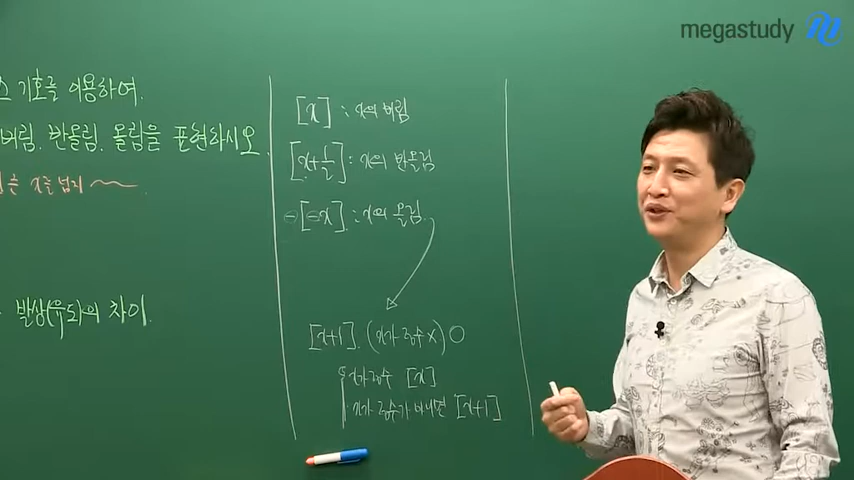 megastudy
기호를 이용하여.
버림, 반올림, 올림을 표현하시오.
x를 넘지
발상(유도)의 차이.
[x] : x의 버림
[x+1/2] : x의 반올림
-[-x] : x의 올림.
[x+1]. (x가 정수 x) O
x가 정수 [x]
x가 정수가 아니면 [x+1]